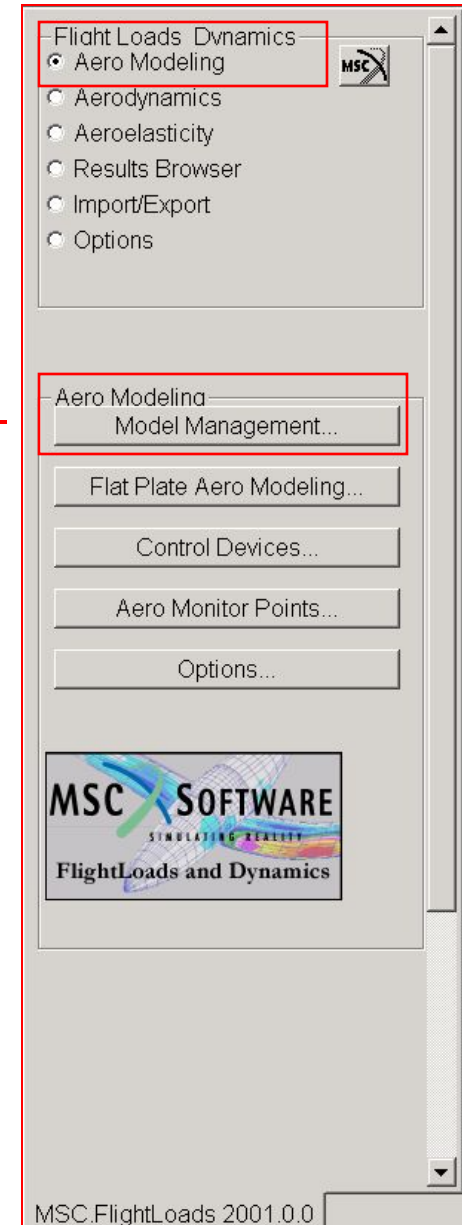 Flight Loads Dynamics
Aero Modeling
MSC
Aerodynamics
Aeroelasticity
Results Browser
Import/Export
Options
Aero Modeling
Model Management...
Flat Plate Aero Modeling...
Control Devices...
Aero Monitor Points...
Options...
MSC SOFTWARE
SIMULATING REALITY
FlightLoads and Dynamics
MSC.FlightLoads 2001.0.0